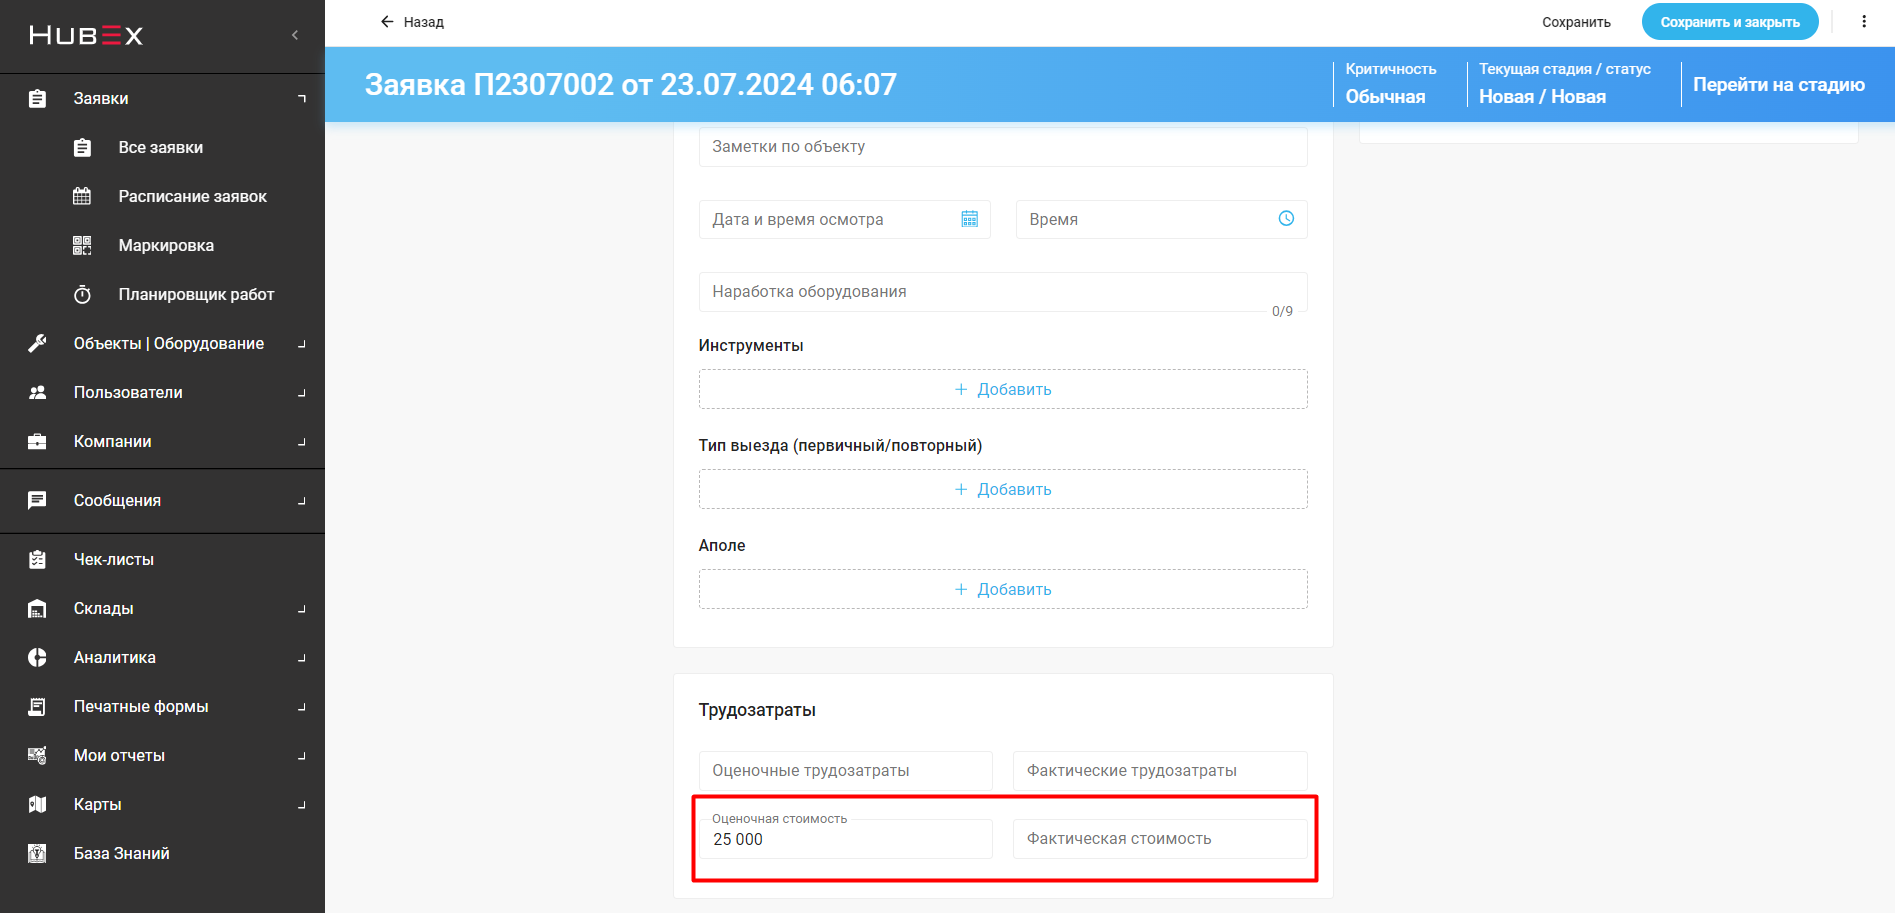 HUBEX
Заявки
Все заявки
Расписание заявок
Маркировка
Планировщик работ
Объекты | Оборудование
Пользователи
Компании
Сообщения
Чек-листы
Склады
Аналитика
Печатные формы
Мои отчеты
Карты
База Знаний
Назад
Сохранить
Сохранить и закрыть
Заявка П2307002 от 23.07.2024 06:07
Критичность
Обычная
Текущая стадия / статус
Новая / Новая
Перейти на стадию
Заметки по объекту
Дата и время осмотра
Время
Наработка оборудования
0/9
Инструменты
+ Добавить
Тип выезда (первичный/повторный)
+ Добавить
Аполе
+ Добавить
Трудозатраты
Оценочные трудозатраты
Фактические трудозатраты
Оценочная стоимость
25 000
Фактическая стоимость